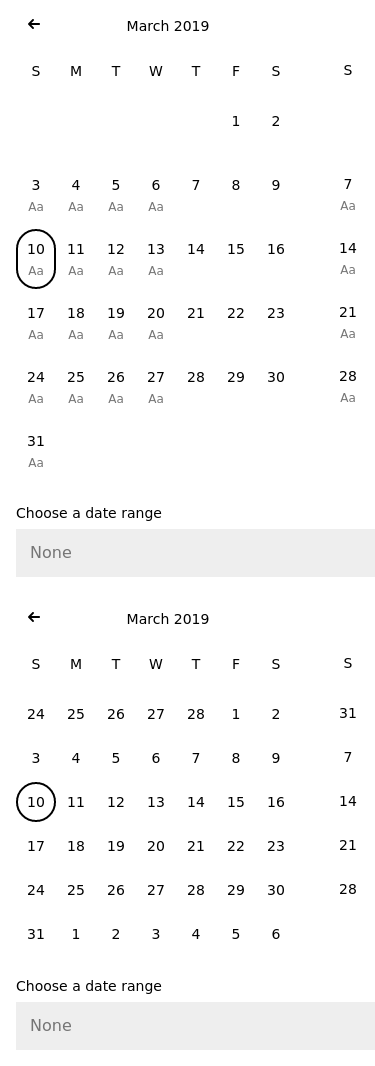 March 2019
S M T W T F S S
1 2
3 4 5 6 7 8 9 7
Aa Aa Aa Aa Aa
10 11 12 13 14 15 16 14
Aa Aa Aa Aa Aa
17 18 19 20 21 22 23 21
Aa Aa Aa Aa Aa
24 25 26 27 28 29 30 28
Aa Aa Aa Aa Aa
31
Aa
Choose a date range
None
March 2019
S M T W T F S S
24 25 26 27 28 1 2 31
3 4 5 6 7 8 9 7
10 11 12 13 14 15 16 14
17 18 19 20 21 22 23 21
24 25 26 27 28 29 30 28
31 1 2 3 4 5 6
Choose a date range
None